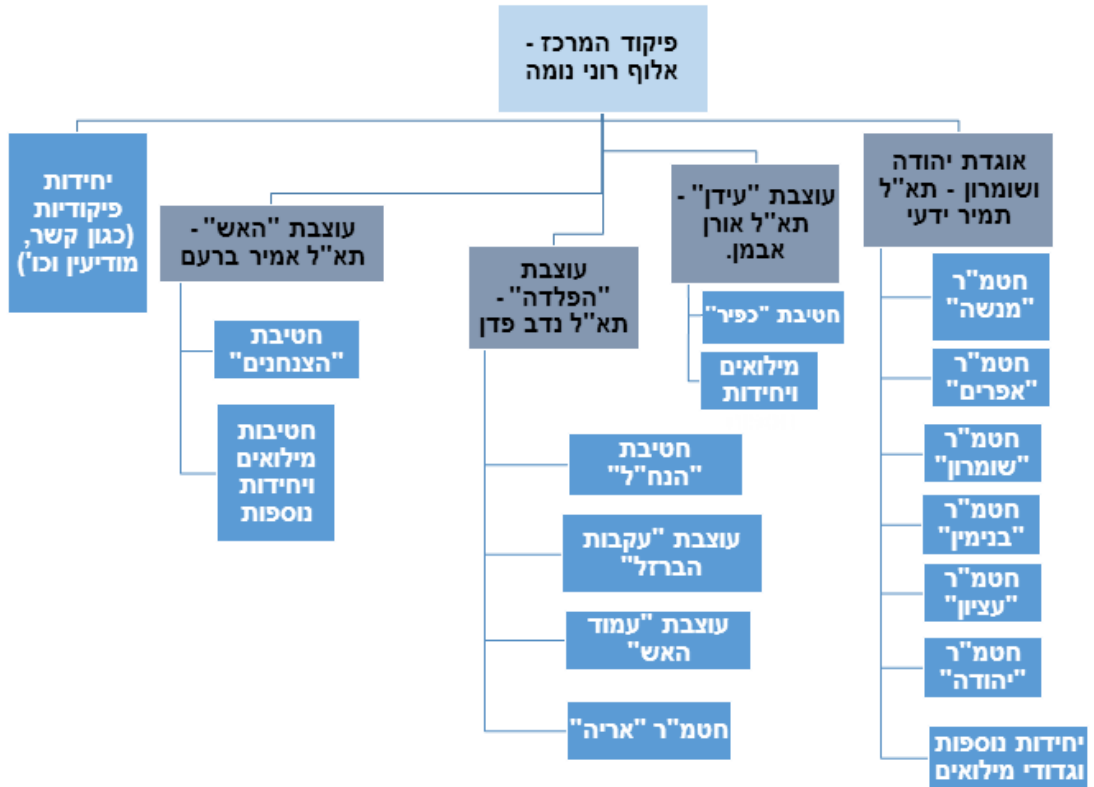 פיקוד המרכז -
אלוף רוני נומה
אוגדת יהודה
ושומרון - תא"ל
תמיר ידעי
חטמ"ר
"מנשה"
חטמ"ר
"אפרים"
חטמ"ר
"שומרון"
חטמ"ר
"בנימין"
חטמ"ר
"עציון"
חטמ"ר
"יהודה"
יחידות נוספות
וגדודי מילואים
עוצבת "עידן" -
תא"ל אורן
אבמן.
חטיבת "כפיר"
מילואים
ויחידות
עוצבת
"הפלדה" -
תא"ל נדב פדן
חטיבת
"הנח"ל"
עוצבת "עקבות
הברזל"
עוצבת "עמוד
האש"
חטמ"ר "אריה"
עוצבת "האש" -
תא"ל אמיר ברעם
חטיבת
"הצנחנים"
חטיבות
מילואים
ויחידות
נוספות
יחידות
פיקודיות
(כגון קשר,
מודיעין וכו')